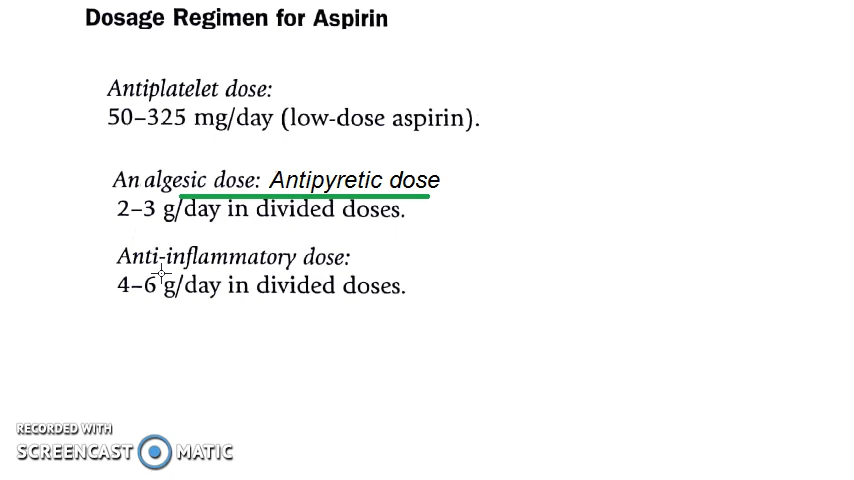 Dosage Regimen for Aspirin
Antiplatelet dose:
50–325 mg/day (low-dose aspirin).
An algesic dose: Antipyretic dose
2–3 g/day in divided doses.
Anti-inflammatory dose:
4–6 g/day in divided doses.
RECORDED WITH
SCREENCAST MATIC